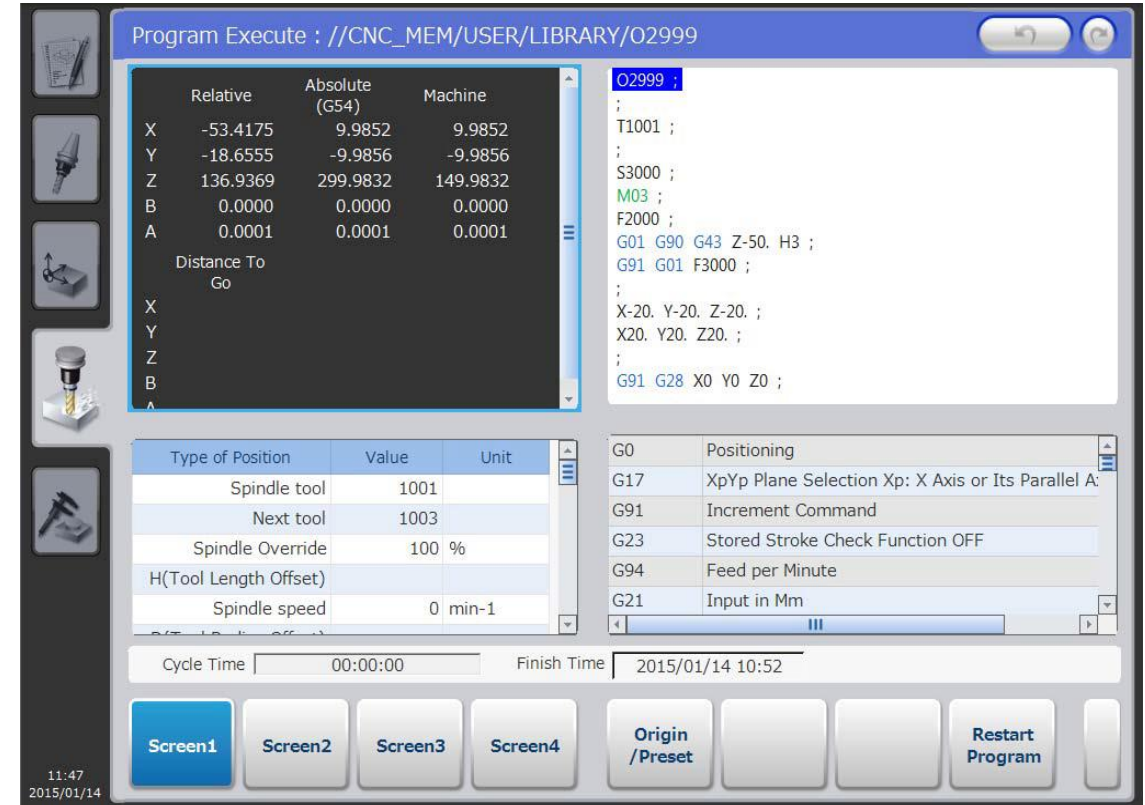 Program Execute : //CNC_MEM/USER/LIBRARY/O2999
Relative Absolute (G54) Machine
X -53.4175 9.9852 9.9852
Y -18.6555 -9.9856 -9.9856
Z 136.9369 299.9832 149.9832
B 0.0000 0.0000 0.0000
A 0.0001 0.0001 0.0001
Distance To
Go
X
Y
Z
B
A
O2999 ;
;
T1001 ;
;
S3000 ;
M03 ;
F2000 ;
G01 G90 G43 Z-50. H3 ;
G91 G01 F3000 ;
;
X-20. Y-20. Z-20. ;
X20. Y20. Z20. ;
;
G91 G28 X0 Y0 Z0 ;
Type of Position Value Unit
Spindle tool 1001
Next tool 1003
Spindle Override 100 %
H(Tool Length Offset)
Spindle speed 0 min-1
G0 Positioning
G17 XpYp Plane Selection Xp: X Axis or Its Parallel
G91 Increment Command
G23 Stored Stroke Check Function OFF
G94 Feed per Minute
G21 Input in Mm
Cycle Time 00:00:00 Finish Time 2015/01/14 10:52
Screen1 Screen2 Screen3 Screen4
Origin
/Preset
Restart
Program
11:47
2015/01/14